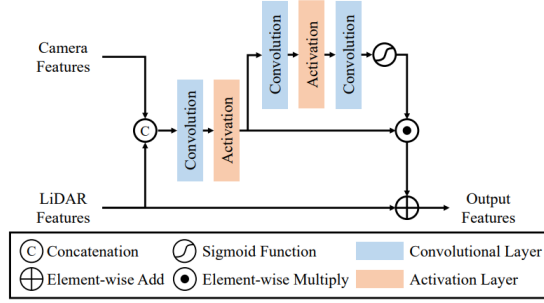 Camera
Features
Convolution
Activation
Convolution
C
Convolution
Activation
LiDAR
Features
Output
Features
C Concatenation
Sigmoid Function
Convolutional Layer
Element-wise Add
Element-wise Multiply
Activation Layer